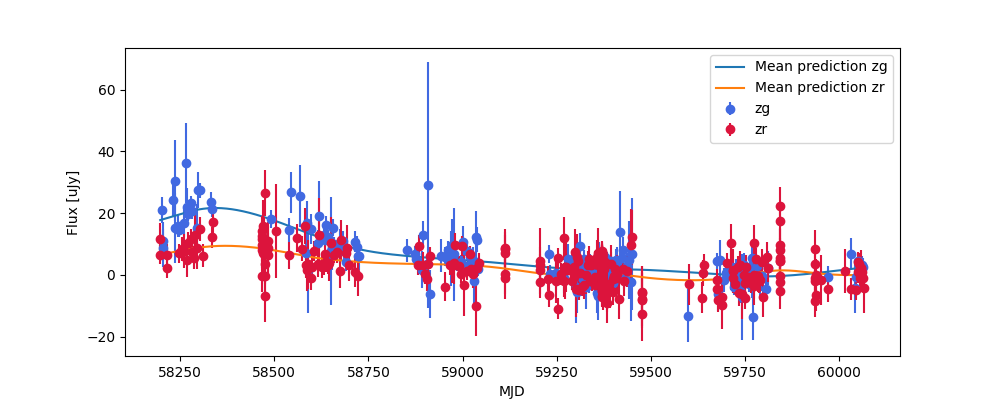 Flux [uJy]
60
40
20
0
−20
58250 58500 58750 59000 59250 59500 59750 60000
MJD
Mean prediction zg
Mean prediction zr
zg
zr